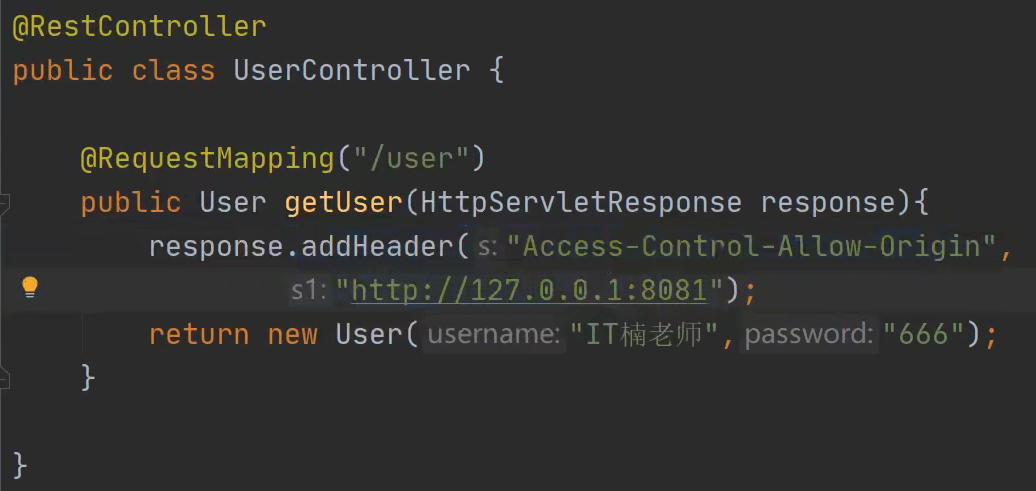 @RestController
public class UserController {
@RequestMapping("/user")
public User getUser(HttpServletResponse response){
response.addHeader( s: "Access-Control-Allow-Origin",
s1: "http://127.0.0.1:8081");
return new User( username: "IT楠老师", password: "666");
}
}